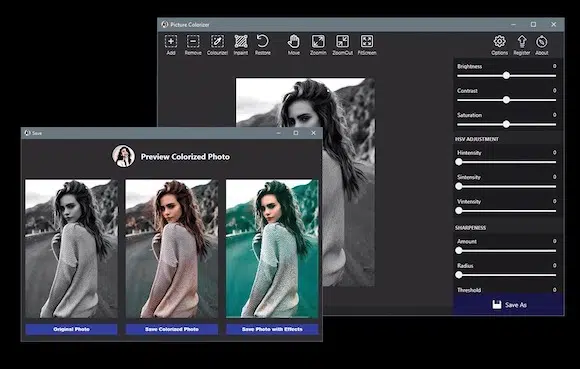 Picture Colorizer
Add
Remove
Colourize!
Inpaint
Restore
Move
ZoomIn
ZoomOut
FitScreen
Options
Register
About
Brightness 0
Contrast 0
Saturation 0
HSV ADJUSTMENT
Hintensity 0
Sintensity 0
Vintensity 0
SHARPENESS
Amount 0
Radius 0
Threshold 0
Save As
Save
Preview Colorized Photo
Original Photo
Save Colorized Photo
Save Photo with Effects